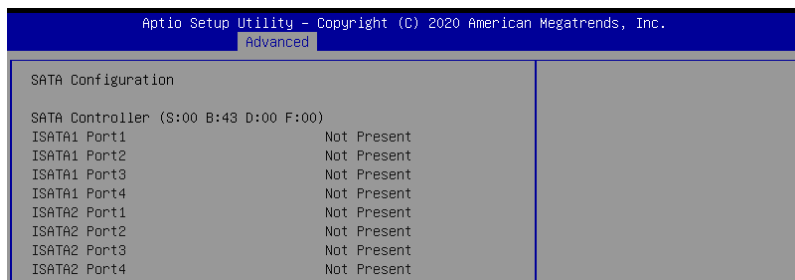 Aptio Setup Utility – Copyright (C) 2020 American Megatrends, Inc.
Advanced
SATA Configuration
SATA Controller (S:00 B:43 D:00 F:00)
ISATA1 Port1 Not Present
ISATA1 Port2 Not Present
ISATA1 Port3 Not Present
ISATA1 Port4 Not Present
ISATA2 Port1 Not Present
ISATA2 Port2 Not Present
ISATA2 Port3 Not Present
ISATA2 Port4 Not Present